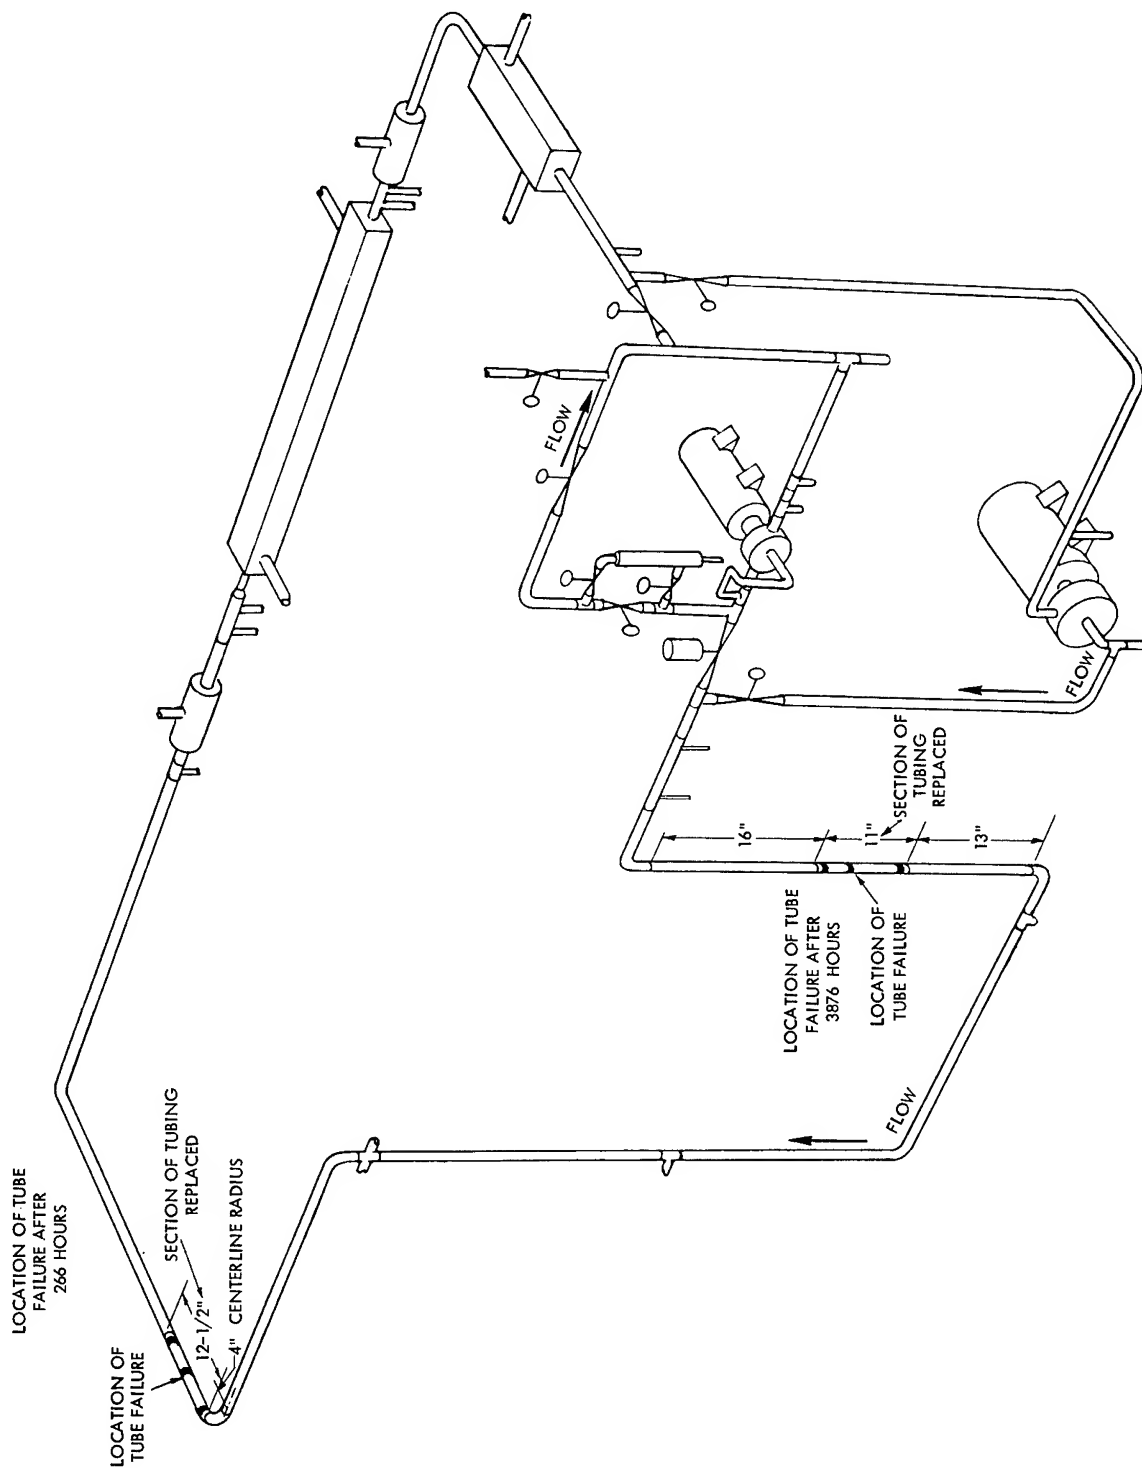 LOCATION OF TUBE
FAILURE AFTER
266 HOURS
LOCATION OF
TUBE FAILURE
SECTION OF TUBING
REPLACED
12-1/2"
4" CENTERLINE RADIUS
FLOW
LOCATION OF TUBE
FAILURE AFTER
3876 HOURS
LOCATION OF
TUBE FAILURE
16"
11"
13"
SECTION OF
TUBING
REPLACED
FLOW
FLOW